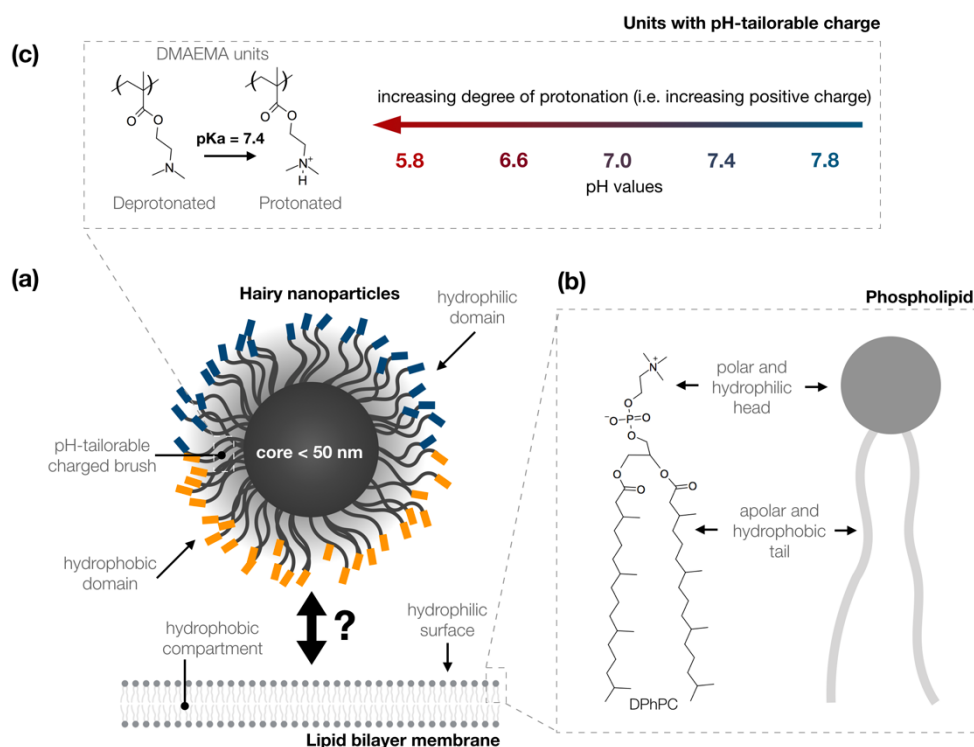 Units with pH-tailorable charge
(c)
DMAEMA units
O
O
N
Deprotonated
pKa = 7.4
O
O
N+
H
Protonated
increasing degree of protonation (i.e. increasing positive charge)
5.8 6.6 7.0 7.4 7.8
pH values
(a)
Hairy nanoparticles
hydrophilic
domain
pH-tailorable
charged brush
core < 50 nm
hydrophobic
domain
?
hydrophobic
compartment
hydrophilic
surface
Lipid bilayer membrane
(b)
Phospholipid
N+
O
-O-P=O
O
O
O
O
O
polar and
hydrophilic
head
apolar and
hydrophobic
tail
DPhPC